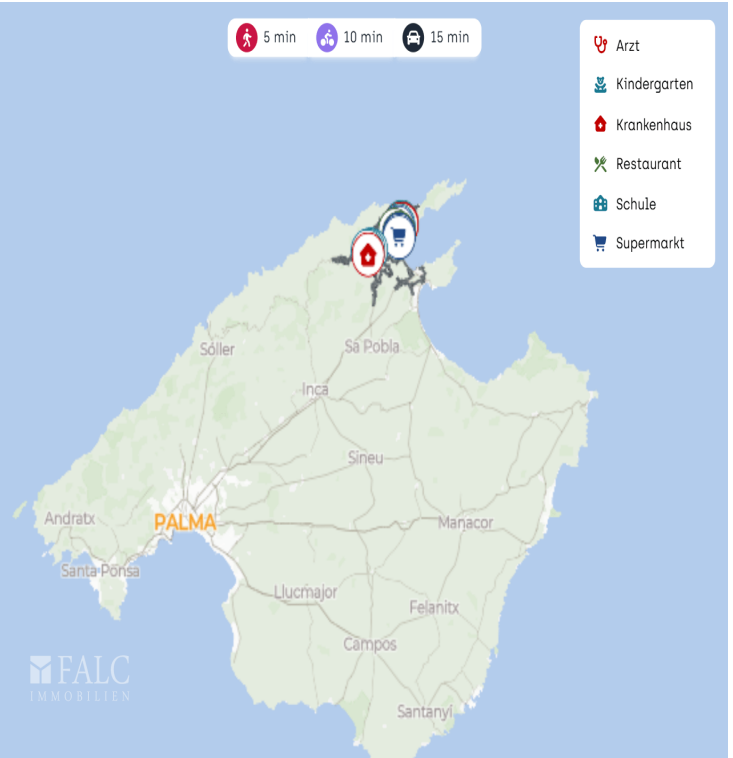 5 min
10 min
15 min
Arzt
Kindergarten
Krankenhaus
Restaurant
Schule
Supermarkt
Sóller
Sa Pobla
Inca
Sineu
Andratx
PALMA
Manacor
Santa Ponsa
Llucmajor
Felanitx
Campos
FALC
IMMOBILIEN
Santanyí